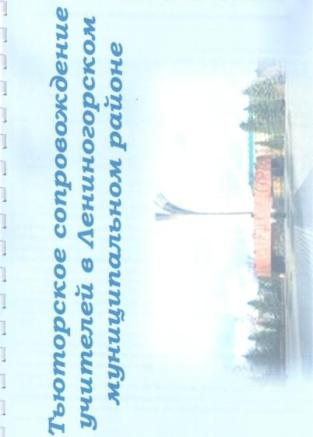 Тьюторское сопровождение
учителей в Лениногорском
муниципальном районе